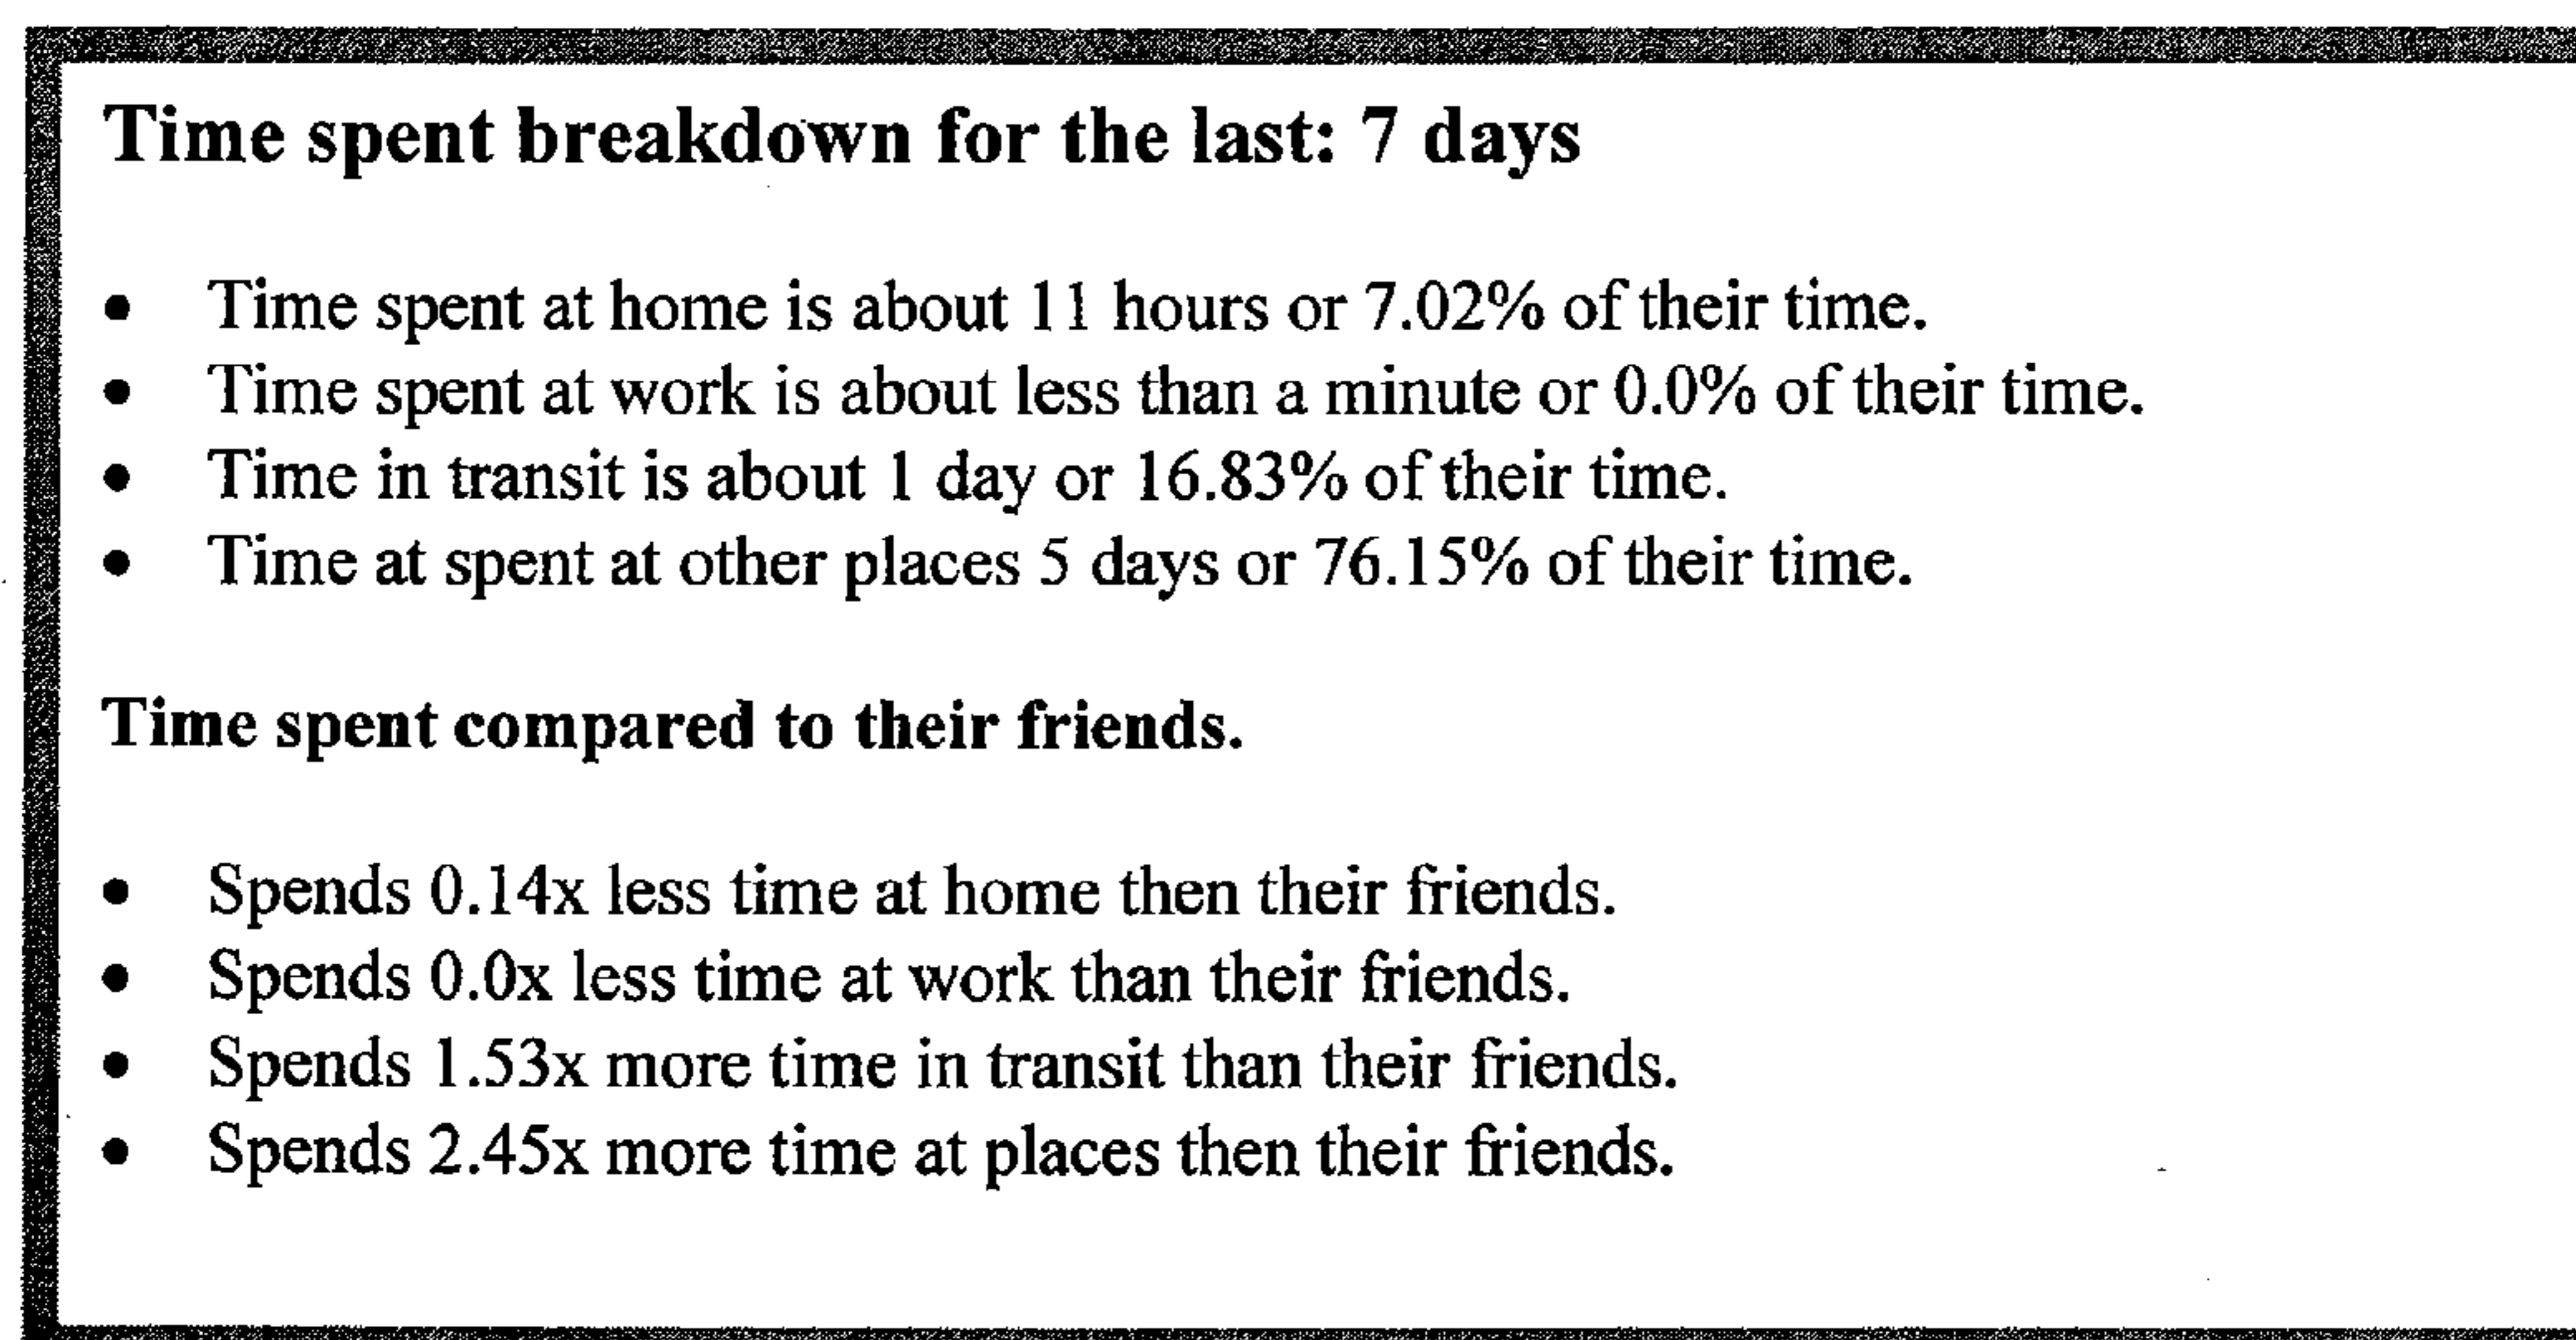 Time spent breakdown for the last: 7 days
• Time spent at home is about 11 hours or 7.02% of their time.
• Time spent at work is about less than a minute or 0.0% of their time.
• Time in transit is about 1 day or 16.83% of their time.
• Time at spent at other places 5 days or 76.15% of their time.
Time spent compared to their friends.
• Spends 0.14x less time at home then their friends.
• Spends 0.0x less time at work than their friends.
• Spends 1.53x more time in transit than their friends.
• Spends 2.45x more time at places then their friends.